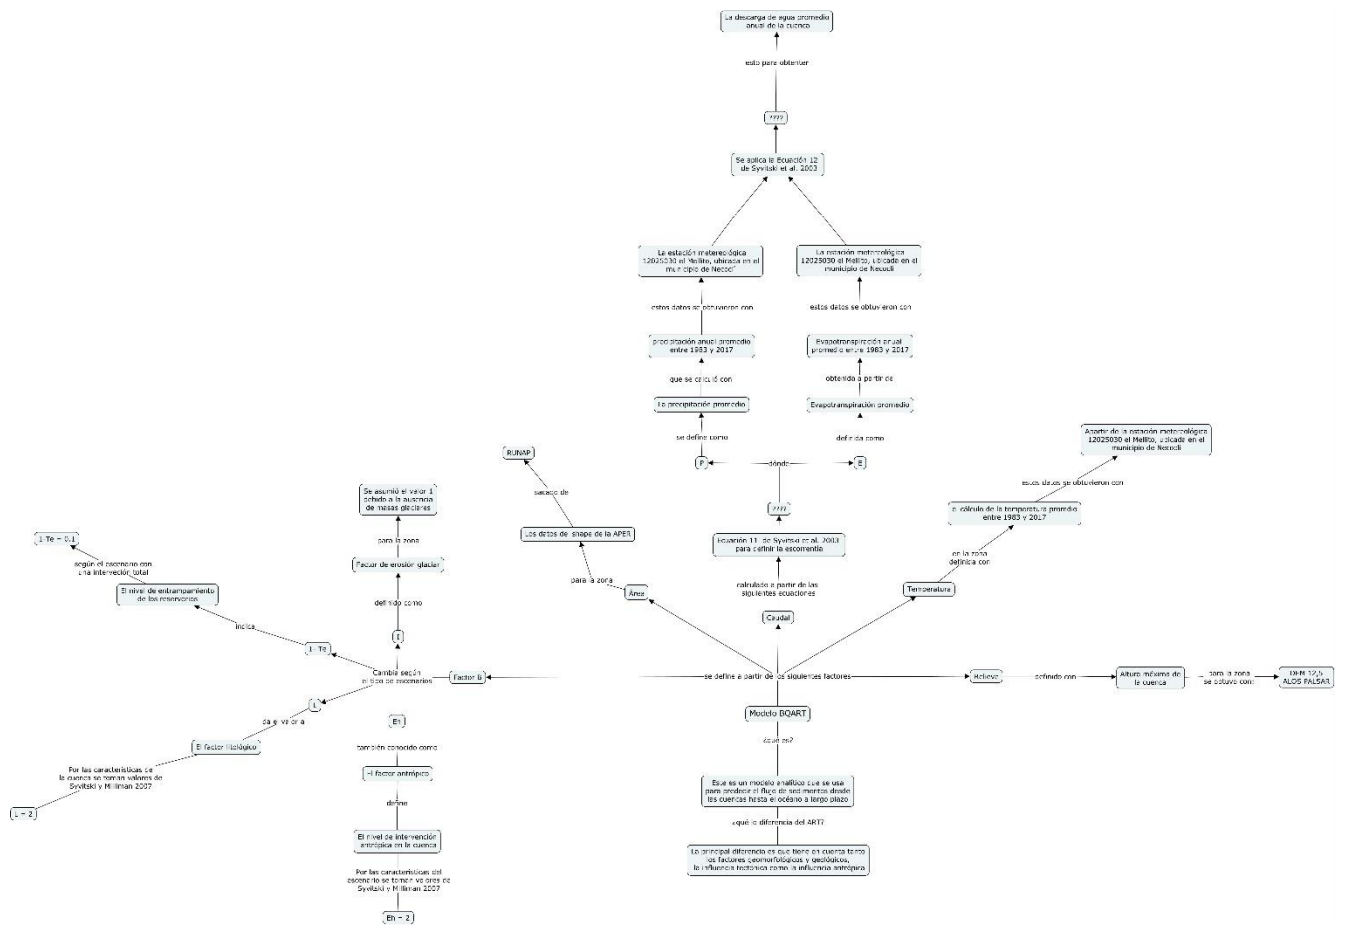 La descarga de agua promedio
anual de la cuenca
esto para obtenter
????
Se aplica la Ecuación 12
de Syvitski et al. 2003
La estación metereológica
12025030 el Mellito, ubicada en el
municipio de Necoclí
La estación metereológica
12025030 el Mellito, ubicada en el
municipio de Necocli
estos datos se obtuvieron con
estos datos se obtuvieron con
precipitación anual promedio
entre 1983 y 2017
Evapotranspiración anual
promedio entre 1983 y 2017
que se calculó con
obtenida a partir de
La precipitación promedio
Evapotranspiración promedio
se define como
definida como
P
dónde
E
????
Ecuación 11 de Syvitski et al. 2003
para definir la escorrentía
calculado a partir de las
siguientes ecuaciones
Caudal
RUNAP
sacado de
Los datos del shape de la APER
para la zona
Área
Apartir de la estación metereológica
12025030 el Mellito, ubicada en el
municipio de Necocli
estos datos se obtuvieron con
el cálculo de la temperatura promdio
entre 1983 y 2017
en la zona
definida con
Temperatura
Se asumió el valor 1
debido a la ausencia
de masas glaciares
para la zona
Factor de erosión glaciar
definido como
I
1-Te = 0.1
según el escenario con
una interveción total
El nivel de entrampamiento
de los reservorios
indica
1- Te
Cambia según
el tipo de escenarios
Factor B
se define a partir de los siguientes factores
Relieve
definido con
Altura máxima de
la cuenca
para la zona
se obtuvo con:
DEM 12,5
ALOS PALSAR
L
da el valor a
El factor litológico
Por las características de
la cuenca se toman valores de
Syvitski y Milliman 2007
L = 2
Eh
también conocido como
El factor antrópico
define
El nivel de intervención
antrópica en la cuenca
Por las características del
escenario se toman valores de
Syvitski y Milliman 2007
Eh = 2
Modelo BQART
¿qué es?
Este es un modelo analítico que se usa
para predecir el flujo de sedimentos desde
las cuencas hasta el océano a largo plazo
¿qué lo diferencia del ART?
La principal diferencia es que tiene en cuenta tanto
los factores geomorfológicos y geológicos,
la influencia tectónica como la influencia antrópica